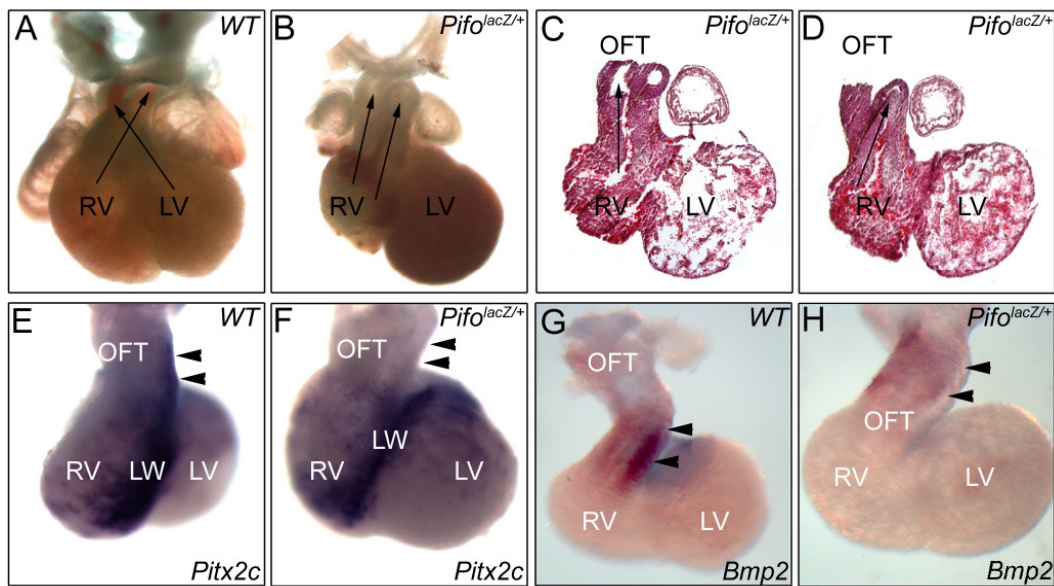 A WT
RV LV
B Pifo^lacZ/+
RV LV
C Pifo^lacZ/+
OFT
RV LV
D Pifo^lacZ/+
OFT
RV LV
E WT
OFT
RV LW LV
Pitx2c
F Pifo^lacZ/+
OFT
LW
RV LV
Pitx2c
G WT
OFT
RV LV
Bmp2
H Pifo^lacZ/+
OFT
RV LV
Bmp2